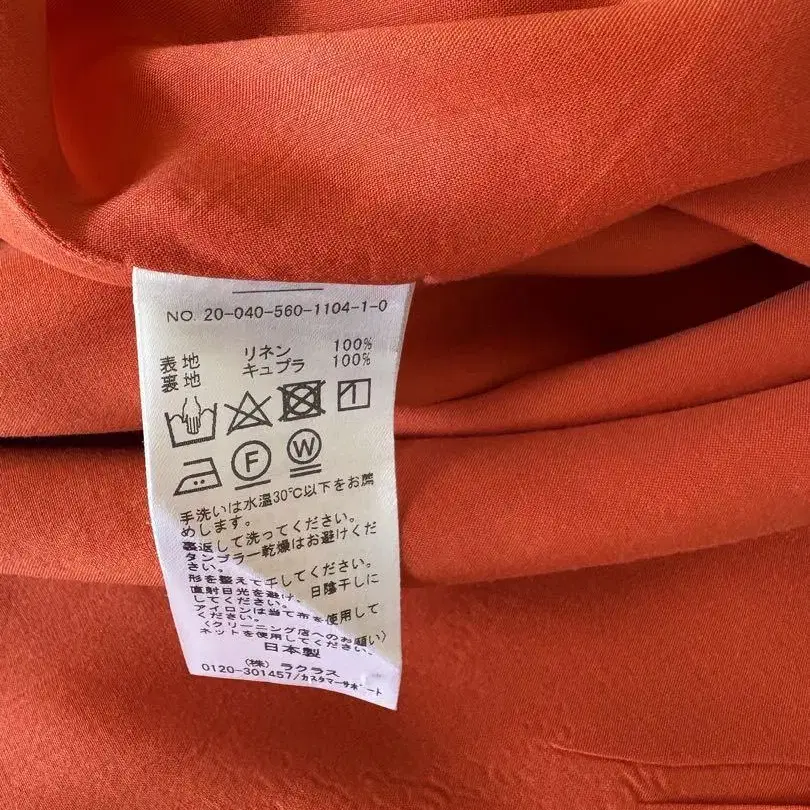 NO. 20-040-560-1104-1-0
表地 リネン 100%
裏地 キュプラ 100%
F W
手洗いは水温30℃以下をお薦
めします。
裏返して洗ってください。
タンブラー乾燥はお避けくだ
さい。
形を整えて干してください。
直射日光を避け、日陰干しに
してください。
アイロンは当て布を使用して
ください。
〈クリーニング店へのお願い〉
ネットを使用してください。
日本製
(株) ラクラス
0120-301457/カスタマーサポート